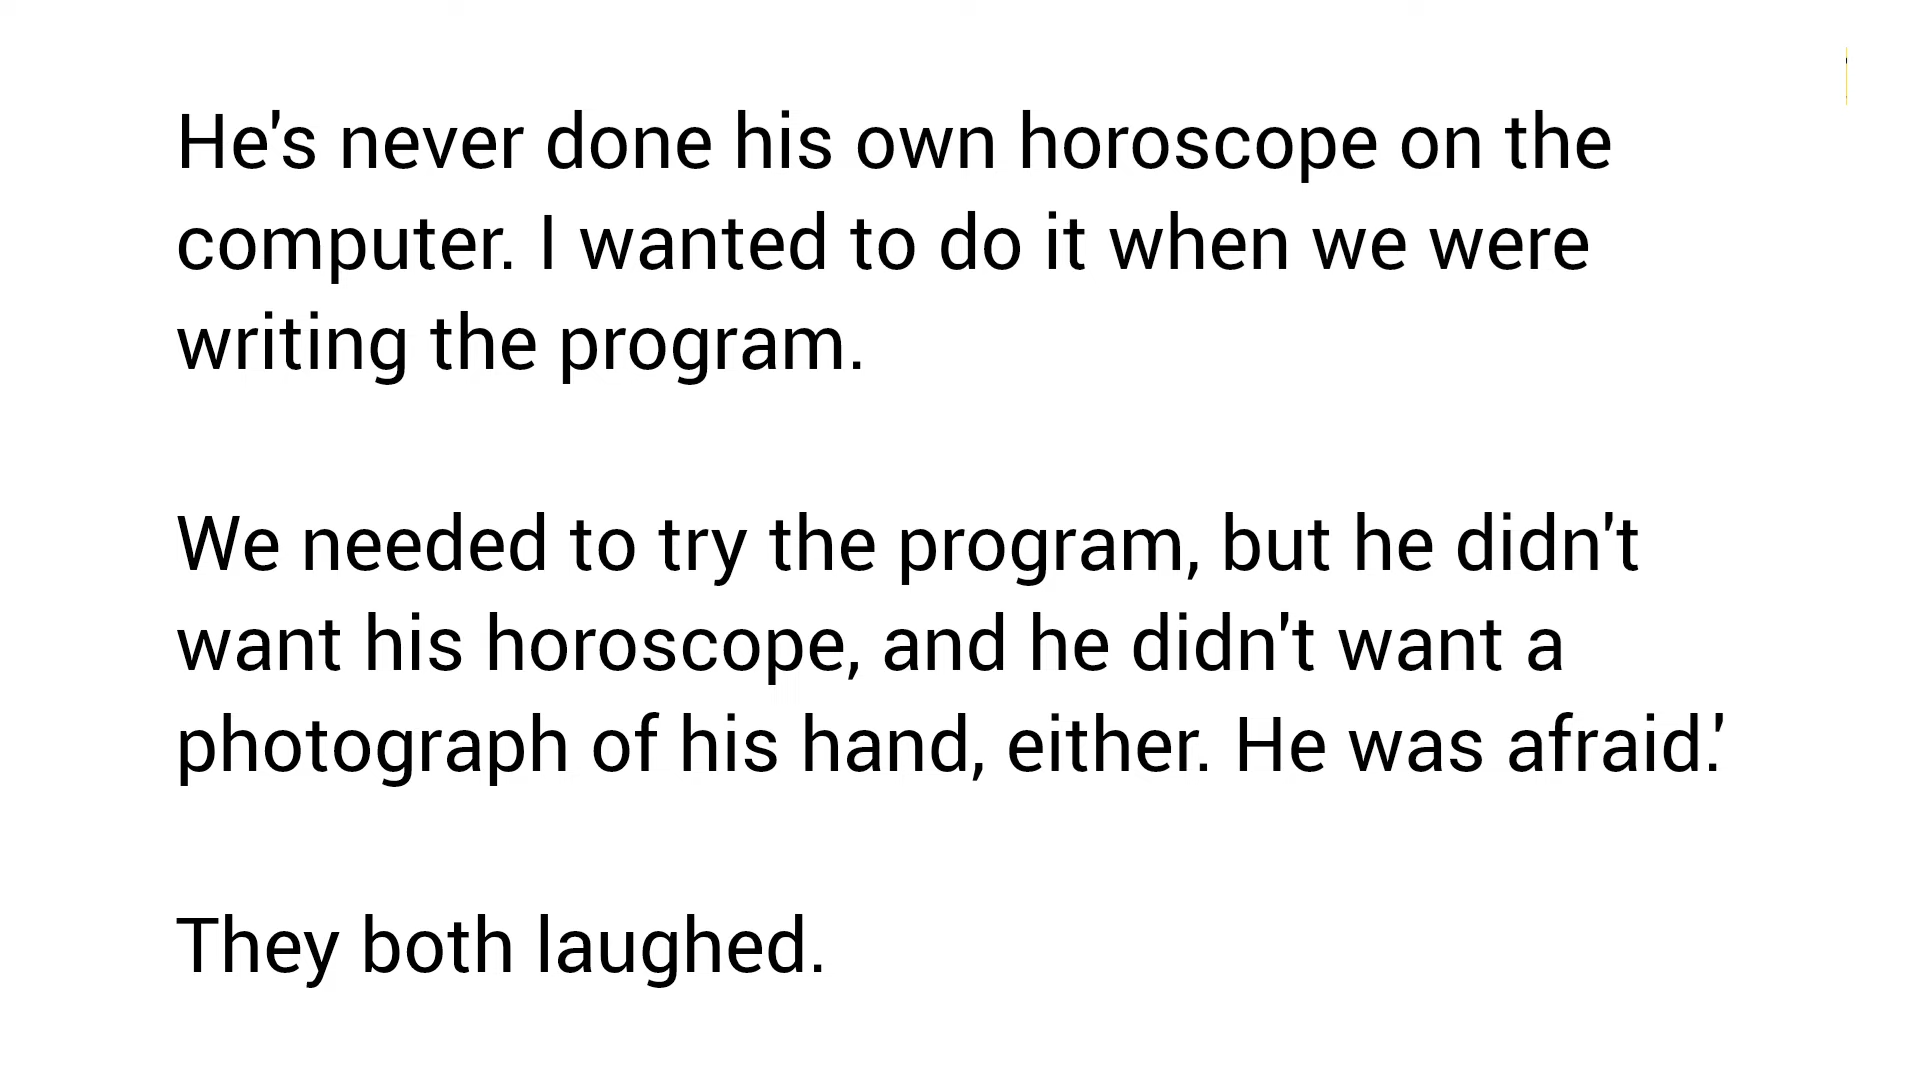 He's never done his own horoscope on the
computer. I wanted to do it when we were
writing the program.
We needed to try the program, but he didn't
want his horoscope, and he didn't want a
photograph of his hand, either. He was afraid.'
They both laughed.